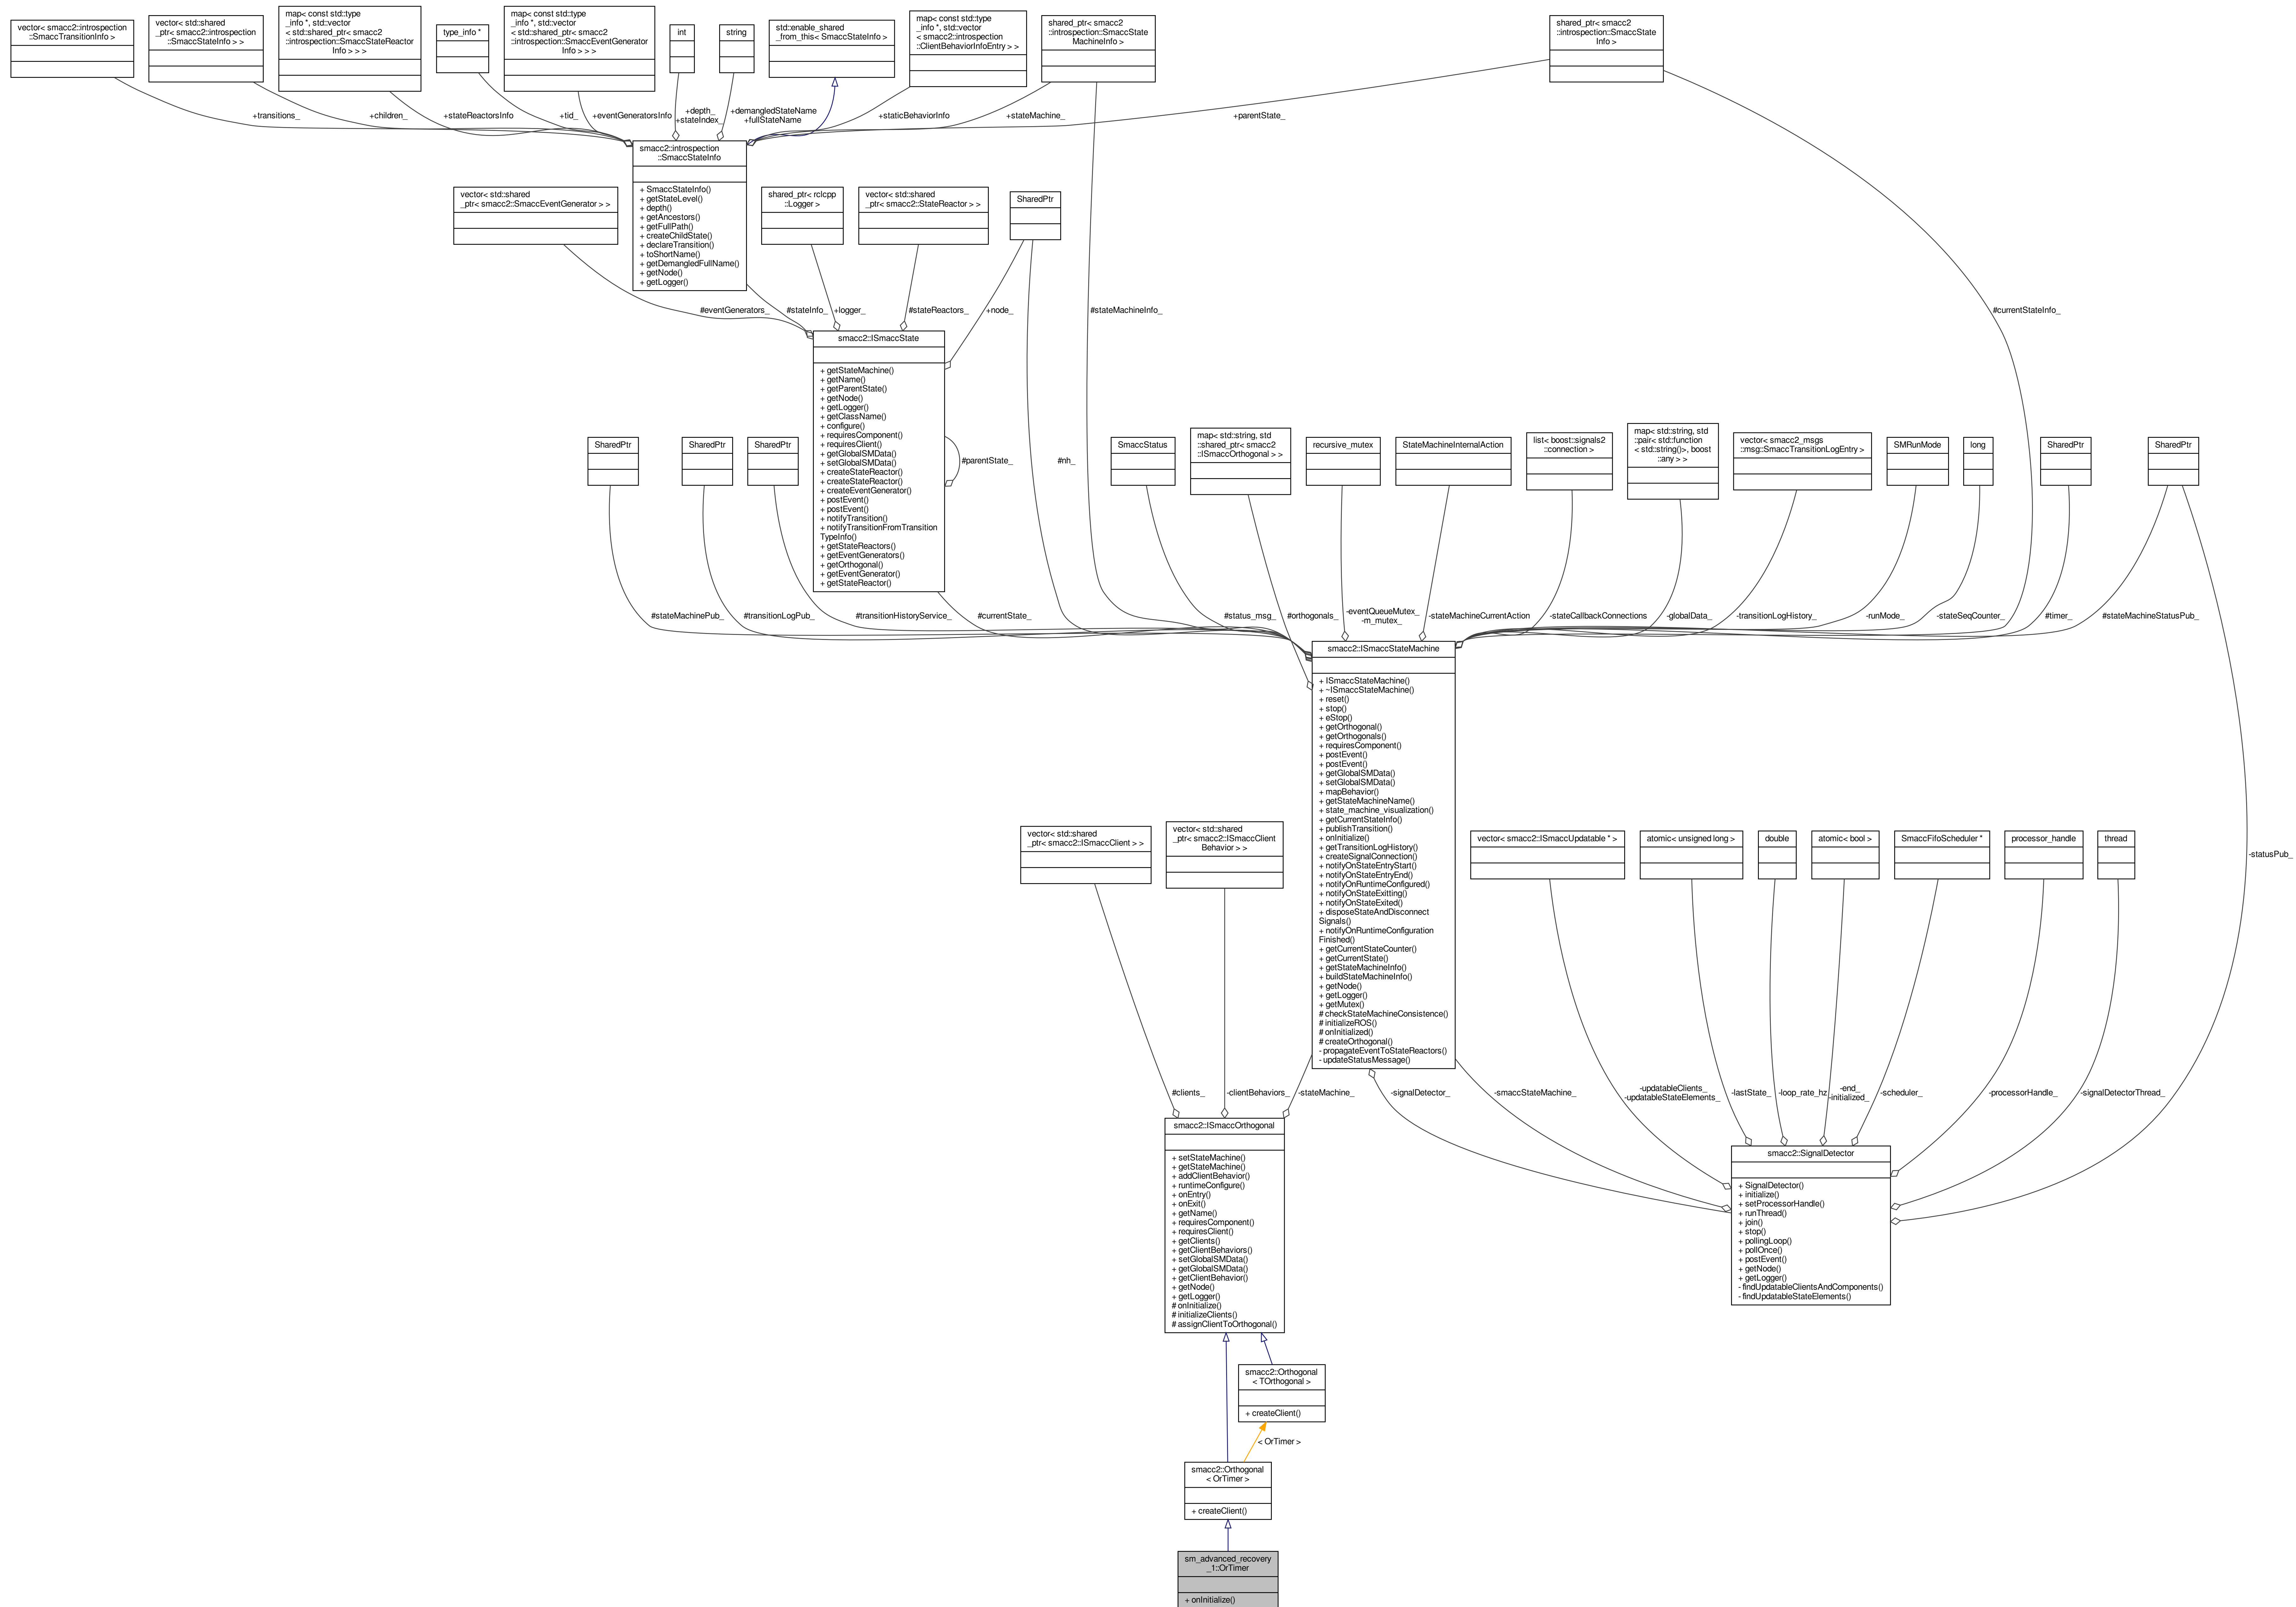 vector< smacc2::introspection
::SmaccTransitionInfo >
vector< std::shared
_ptr< smacc2::introspection
::SmaccStateInfo > >
map< const std::type
_info *, std::vector
< std::shared_ptr< smacc2
::introspection::SmaccStateReactor
Info > > >
type_info *
map< const std::type
_info *, std::vector
< std::shared_ptr< smacc2
::introspection::SmaccEventGenerator
Info > > >
int
string
std::enable_shared
_from_this< SmaccStateInfo >
map< const std::type
_info *, std::vector
< smacc2::introspection
::ClientBehaviorInfoEntry > >
shared_ptr< smacc2
::introspection::SmaccState
MachineInfo >
shared_ptr< smacc2
::introspection::SmaccState
Info >
+transitions_
+children_
+stateReactorsInfo
+tid_
+eventGeneratorsInfo
+depth_
+stateIndex_
+demangledStateName
+fullStateName
+staticBehaviorInfo
+stateMachine_
+parentState_
smacc2::introspection
::SmaccStateInfo
+ SmaccStateInfo()
+ getStateLevel()
+ depth()
+ getAncestors()
+ getFullPath()
+ createChildState()
+ declareTransition()
+ toShortName()
+ getDemangledFullName()
+ getNode()
+ getLogger()
vector< std::shared
_ptr< smacc2::SmaccEventGenerator > >
shared_ptr< rclcpp
::Logger >
vector< std::shared
_ptr< smacc2::StateReactor > >
SharedPtr
#eventGenerators_
#stateInfo_
+logger_
#stateReactors_
+node_
#stateMachineInfo_
#currentStateInfo_
smacc2::ISmaccState
+ getStateMachine()
+ getName()
+ getParentState()
+ getNode()
+ getLogger()
+ getClassName()
+ configure()
+ requiresComponent()
+ requiresClient()
+ getGlobalSMData()
+ setGlobalSMData()
+ createStateReactor()
+ createStateReactor()
+ createEventGenerator()
+ postEvent()
+ postEvent()
+ notifyTransition()
+ notifyTransitionFromTransition
TypeInfo()
+ getStateReactors()
+ getEventGenerators()
+ getOrthogonal()
+ getEventGenerator()
+ getStateReactor()
#parentState_
#nh_
SharedPtr
SharedPtr
SharedPtr
SmaccStatus
map< std::string, std
::shared_ptr< smacc2
::ISmaccOrthogonal > >
recursive_mutex
StateMachineInternalAction
list< boost::signals2
::connection >
map< std::string, std
::pair< std::function
< std::string()>, boost
::any > >
vector< smacc2_msgs
::msg::SmaccTransitionLogEntry >
SMRunMode
long
SharedPtr
SharedPtr
#stateMachinePub_
#transitionLogPub_
#transitionHistoryService_
#currentState_
#status_msg_
#orthogonals_
-eventQueueMutex_
-m_mutex_
-stateMachineCurrentAction
-stateCallbackConnections
-globalData_
-transitionLogHistory_
-runMode_
-stateSeqCounter_
#timer_
#stateMachineStatusPub_
smacc2::ISmaccStateMachine
+ ISmaccStateMachine()
+ ~ISmaccStateMachine()
+ reset()
+ stop()
+ eStop()
+ getOrthogonal()
+ getOrthogonals()
+ requiresComponent()
+ postEvent()
+ postEvent()
+ getGlobalSMData()
+ setGlobalSMData()
+ mapBehavior()
+ getStateMachineName()
+ state_machine_visualization()
+ getCurrentStateInfo()
+ publishTransition()
+ onInitialize()
+ getTransitionLogHistory()
+ createSignalConnection()
+ notifyOnStateEntryStart()
+ notifyOnStateEntryEnd()
+ notifyOnRuntimeConfigured()
+ notifyOnStateExitting()
+ notifyOnStateExited()
+ disposeStateAndDisconnect
Signals()
+ notifyOnRuntimeConfiguration
Finished()
+ getCurrentStateCounter()
+ getCurrentState()
+ getStateMachineInfo()
+ buildStateMachineInfo()
+ getNode()
+ getLogger()
+ getMutex()
# checkStateMachineConsistence()
# initializeROS()
# onInitialized()
# createOrthogonal()
- propagateEventToStateReactors()
- updateStatusMessage()
vector< std::shared
_ptr< smacc2::ISmaccClient > >
vector< std::shared
_ptr< smacc2::ISmaccClient
Behavior > >
vector< smacc2::ISmaccUpdatable * >
atomic< unsigned long >
double
atomic< bool >
SmaccFifoScheduler *
processor_handle
thread
-statusPub_
#clients_
-clientBehaviors_
-stateMachine_
-signalDetector_
-smaccStateMachine_
-updatableClients_
-updatableStateElements_
-lastState_
-loop_rate_hz
-end_
-initialized_
-scheduler_
-processorHandle_
-signalDetectorThread_
smacc2::ISmaccOrthogonal
+ setStateMachine()
+ getStateMachine()
+ addClientBehavior()
+ runtimeConfigure()
+ onEntry()
+ onExit()
+ getName()
+ requiresComponent()
+ requiresClient()
+ getClients()
+ getClientBehaviors()
+ setGlobalSMData()
+ getGlobalSMData()
+ getClientBehavior()
+ getNode()
+ getLogger()
# onInitialize()
# initializeClients()
# assignClientToOrthogonal()
smacc2::SignalDetector
+ SignalDetector()
+ initialize()
+ setProcessorHandle()
+ runThread()
+ join()
+ stop()
+ pollingLoop()
+ pollOnce()
+ postEvent()
+ getNode()
+ getLogger()
- findUpdatableClientsAndComponents()
- findUpdatableStateElements()
smacc2::Orthogonal
< TOrthogonal >
+ createClient()
< OrTimer >
smacc2::Orthogonal
< OrTimer >
+ createClient()
sm_advanced_recovery
_1::OrTimer
+ onInitialize()